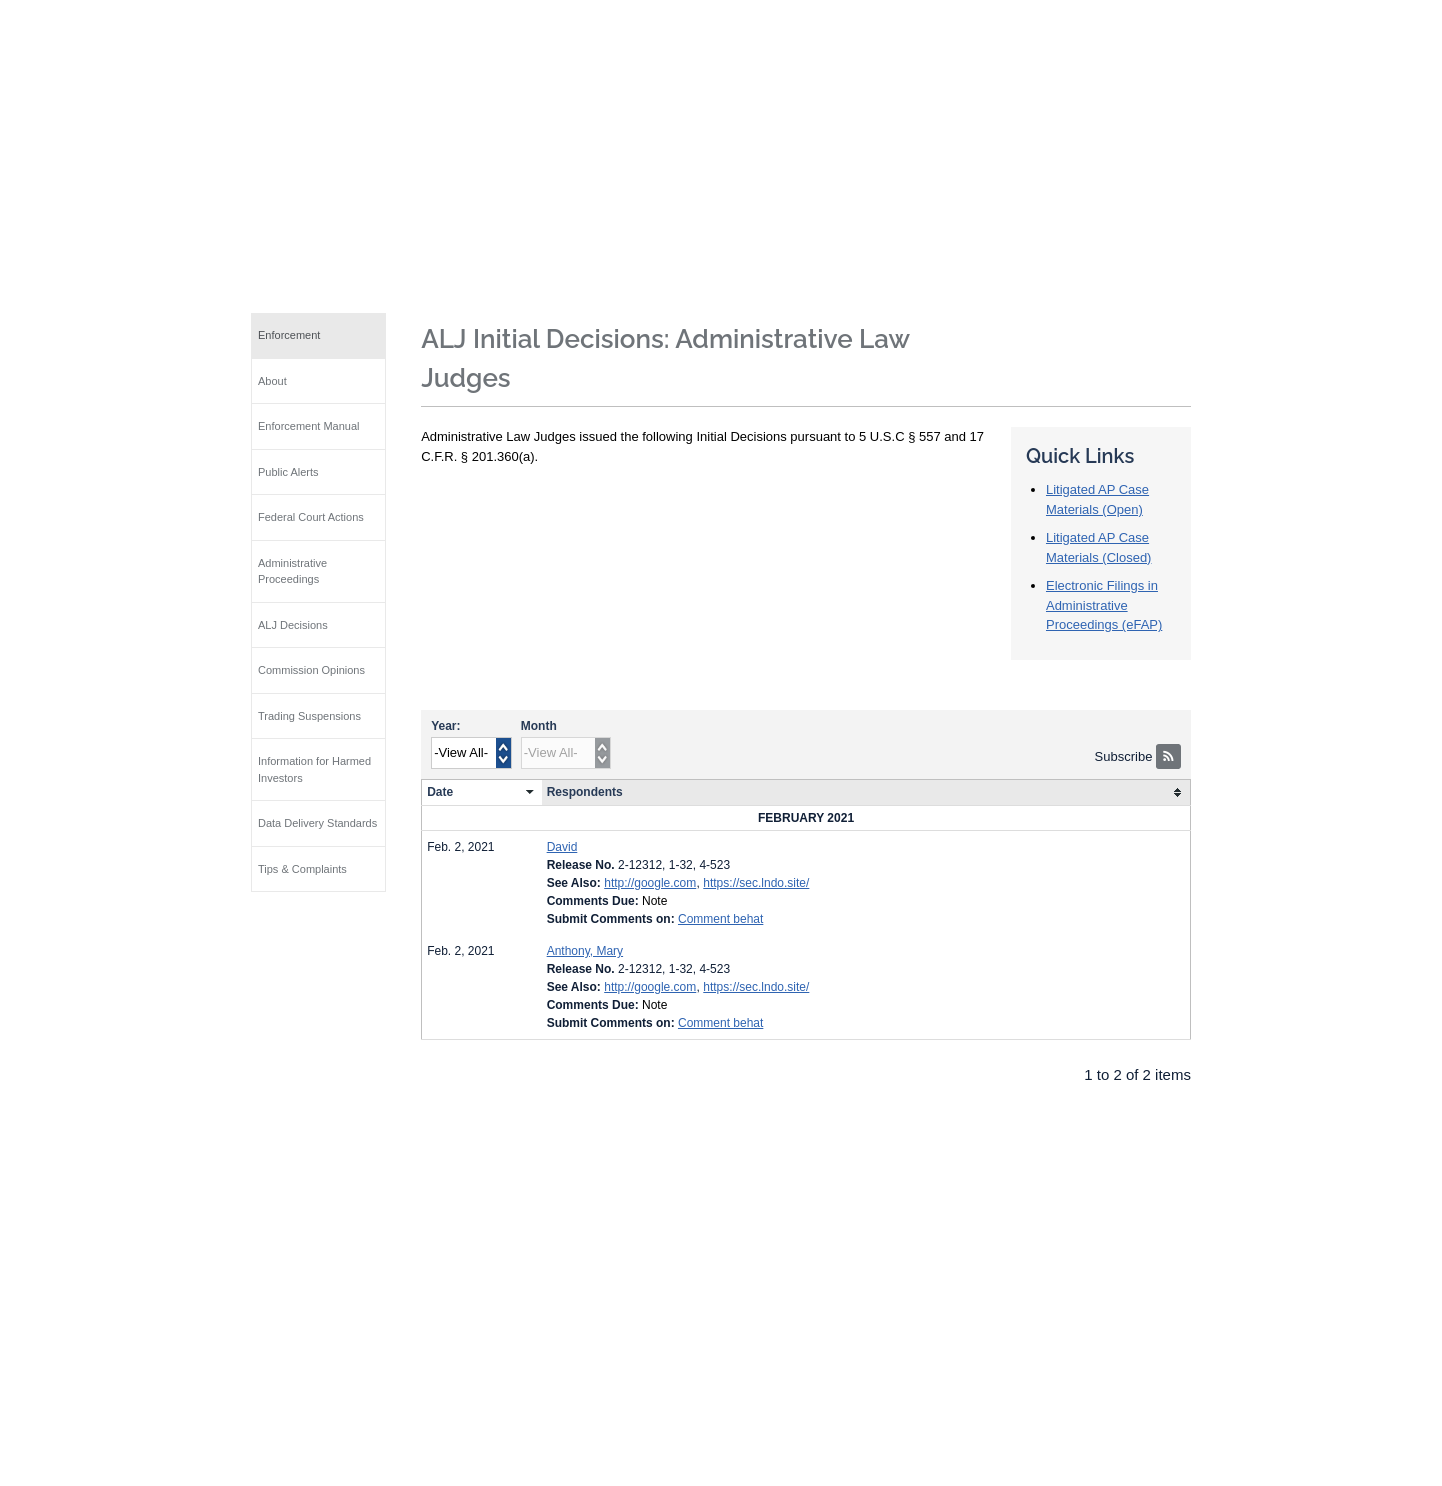 Enforcement
About
Enforcement Manual
Public Alerts
Federal Court Actions
Administrative
Proceedings
ALJ Decisions
Commission Opinions
Trading Suspensions
Information for Harmed
Investors
Data Delivery Standards
Tips & Complaints
ALJ Initial Decisions: Administrative Law
Judges
Administrative Law Judges issued the following Initial Decisions pursuant to 5 U.S.C § 557 and 17
C.F.R. § 201.360(a).
Quick Links
Litigated AP Case
Materials (Open)
Litigated AP Case
Materials (Closed)
Electronic Filings in
Administrative
Proceedings (eFAP)
Year: Month
-View All- -View All-
Subscribe
Date Respondents
FEBRUARY 2021
Feb. 2, 2021 David
Release No. 2-12312, 1-32, 4-523
See Also: http://google.com, https://sec.lndo.site/
Comments Due: Note
Submit Comments on: Comment behat
Feb. 2, 2021 Anthony, Mary
Release No. 2-12312, 1-32, 4-523
See Also: http://google.com, https://sec.lndo.site/
Comments Due: Note
Submit Comments on: Comment behat
1 to 2 of 2 items